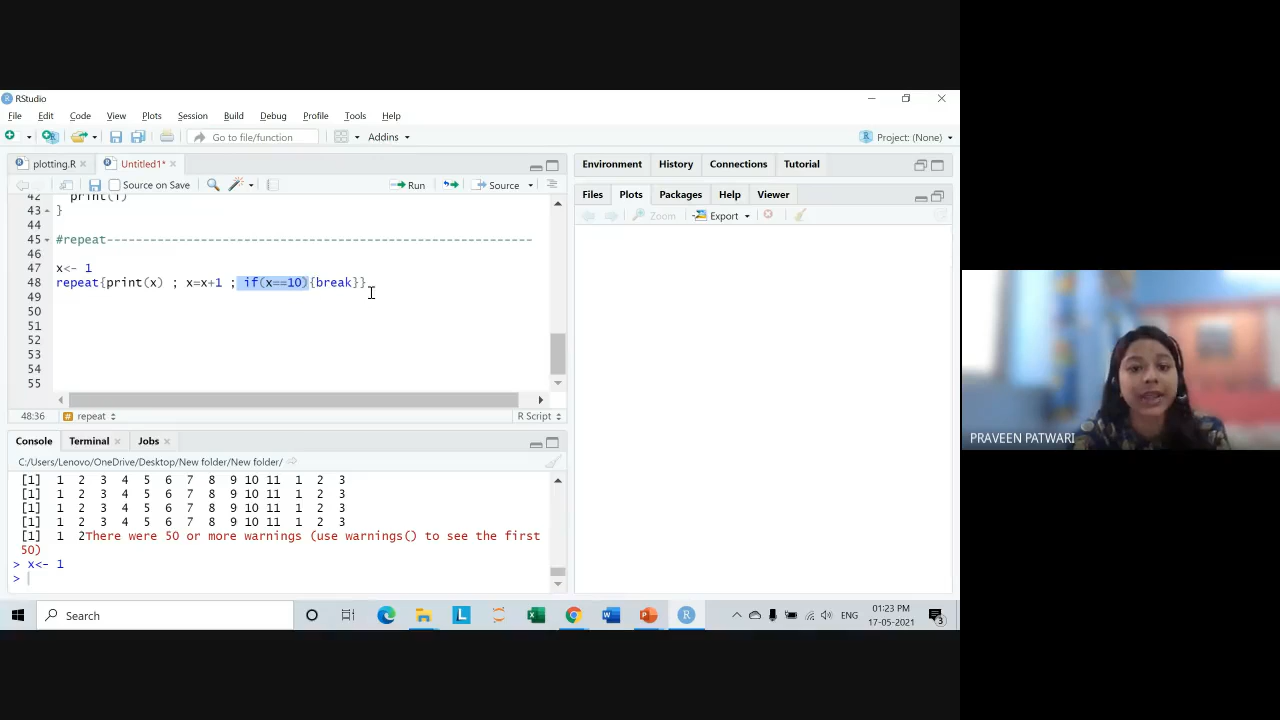 RStudio
File Edit Code View Plots Session Build Debug Profile Tools Help
Go to file/function Addins Project: (None)
plotting.R Untitled1*
Source on Save Run Source
42 print(i)
43 }
44
45 #repeat-----------------------------------------------------------
46
47 x<- 1
48 repeat{print(x) ; x=x+1 ; if(x==10){break}}
49
50
51
52
53
54
55
48:36 repeat R Script
Console Terminal Jobs
C:/Users/Lenovo/OneDrive/Desktop/New folder/New folder/
[1] 1 2 3 4 5 6 7 8 9 10 11 1 2 3
[1] 1 2 3 4 5 6 7 8 9 10 11 1 2 3
[1] 1 2 3 4 5 6 7 8 9 10 11 1 2 3
[1] 1 2 3 4 5 6 7 8 9 10 11 1 2 3
[1] 1 2There were 50 or more warnings (use warnings() to see the first
50)
> x<- 1
>
Environment History Connections Tutorial
Files Plots Packages Help Viewer
Zoom Export
PRAVEEN PATWARI
Search
ENG
01:23 PM
17-05-2021
3